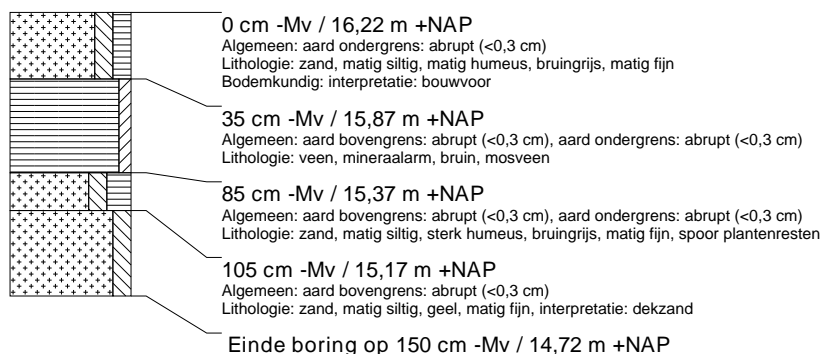 0 cm -Mv / 16,22 m +NAP
Algemeen: aard ondergrens: abrupt (<0,3 cm)
Lithologie: zand, matig siltig, matig humeus, bruingrijs, matig fijn
Bodemkundig: interpretatie: bouwvoor
35 cm -Mv / 15,87 m +NAP
Algemeen: aard bovengrens: abrupt (<0,3 cm), aard ondergrens: abrupt (<0,3 cm)
Lithologie: veen, mineraalarm, bruin, mosveen
85 cm -Mv / 15,37 m +NAP
Algemeen: aard bovengrens: abrupt (<0,3 cm), aard ondergrens: abrupt (<0,3 cm)
Lithologie: zand, matig siltig, sterk humeus, bruingrijs, matig fijn, spoor plantenresten
105 cm -Mv / 15,17 m +NAP
Algemeen: aard bovengrens: abrupt (<0,3 cm)
Lithologie: zand, matig siltig, geel, matig fijn, interpretatie: dekzand
Einde boring op 150 cm -Mv / 14,72 m +NAP